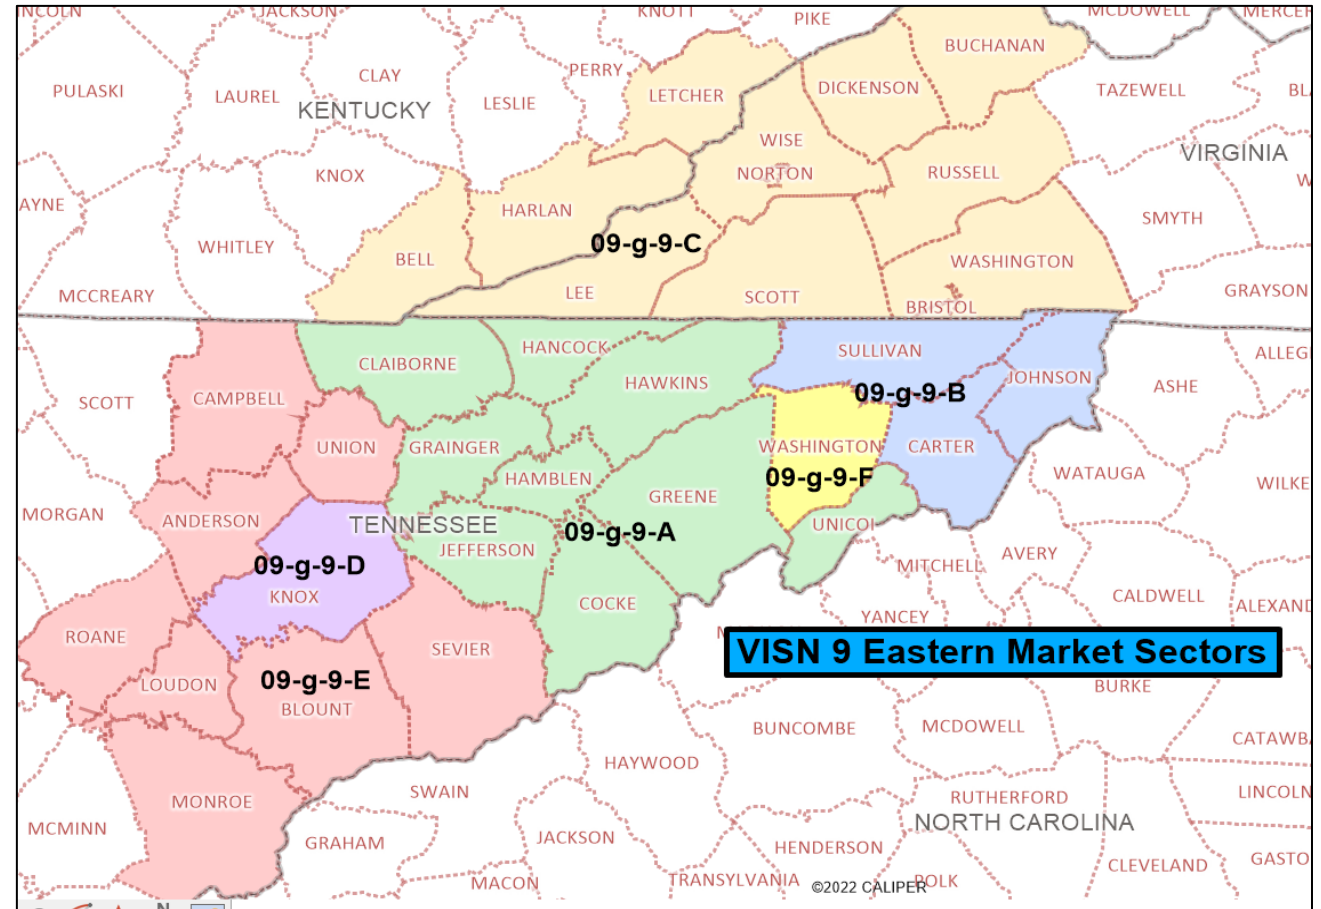 INCOLN
JACKSON
KNOTT
PIKE
MCDOWELL
MERCER
BUCHANAN
PULASKI
LAUREL
CLAY
PERRY
LESLIE
LETCHER
DICKENSON
TAZEWELL
BL
KENTUCKY
WISE
VIRGINIA
KNOX
NORTON
RUSSELL
W
AYNE
HARLAN
SMYTH
WHITLEY
BELL
09-g-9-C
WASHINGTON
MCCREARY
LEE
SCOTT
BRISTOL
GRAYSON
CLAIBORNE
HANCOCK
SULLIVAN
ALLEG
HAWKINS
JOHNSON
ASHE
SCOTT
CAMPBELL
09-g-9-B
UNION
GRAINGER
WASHINGTON
CARTER
WATAUGA
HAMBLEN
09-g-9-F
WILKE
MORGAN
ANDERSON
TENNESSEE
GREENE
UNICOI
JEFFERSON
09-g-9-A
AVERY
MITCHELL
09-g-9-D
KNOX
COCKE
CALDWELL
ALEXAND
YANCEY
ROANE
SEVIER
VISN 9 Eastern Market Sectors
LOUDON
09-g-9-E
BLOUNT
BURKE
BUNCOMBE
MCDOWELL
CATAWB
HAYWOOD
MONROE
SWAIN
RUTHERFORD
LINCOLN
MCMINN
GRAHAM
JACKSON
NORTH CAROLINA
HENDERSON
CLEVELAND
GASTO
MACON
TRANSYLVANIA
©2022 CALIPER
POLK
N